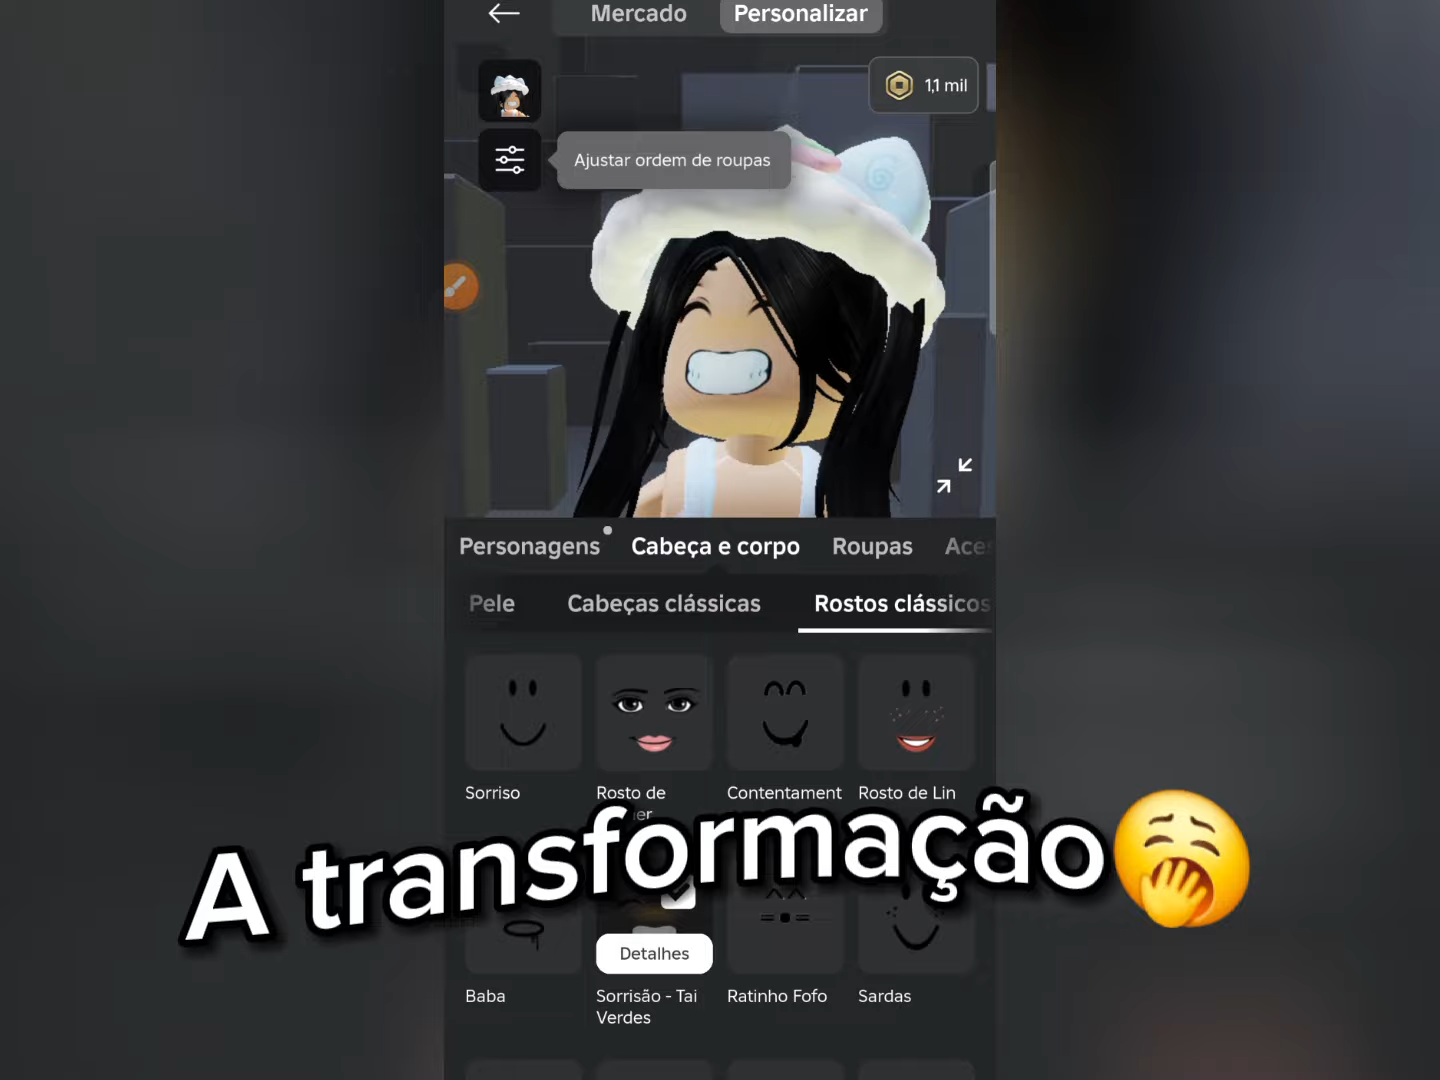 Mercado Personalizar
1,1 mil
Ajustar ordem de roupas
Personagens Cabeça e corpo Roupas
Pele Cabeças clássicas Rostos clássicos
Sorriso Rosto de Contentament Rosto de Lin
A transformação🥱
Detalhes
Baba Sorrisão - Tai Verdes Ratinho Fofo Sardas